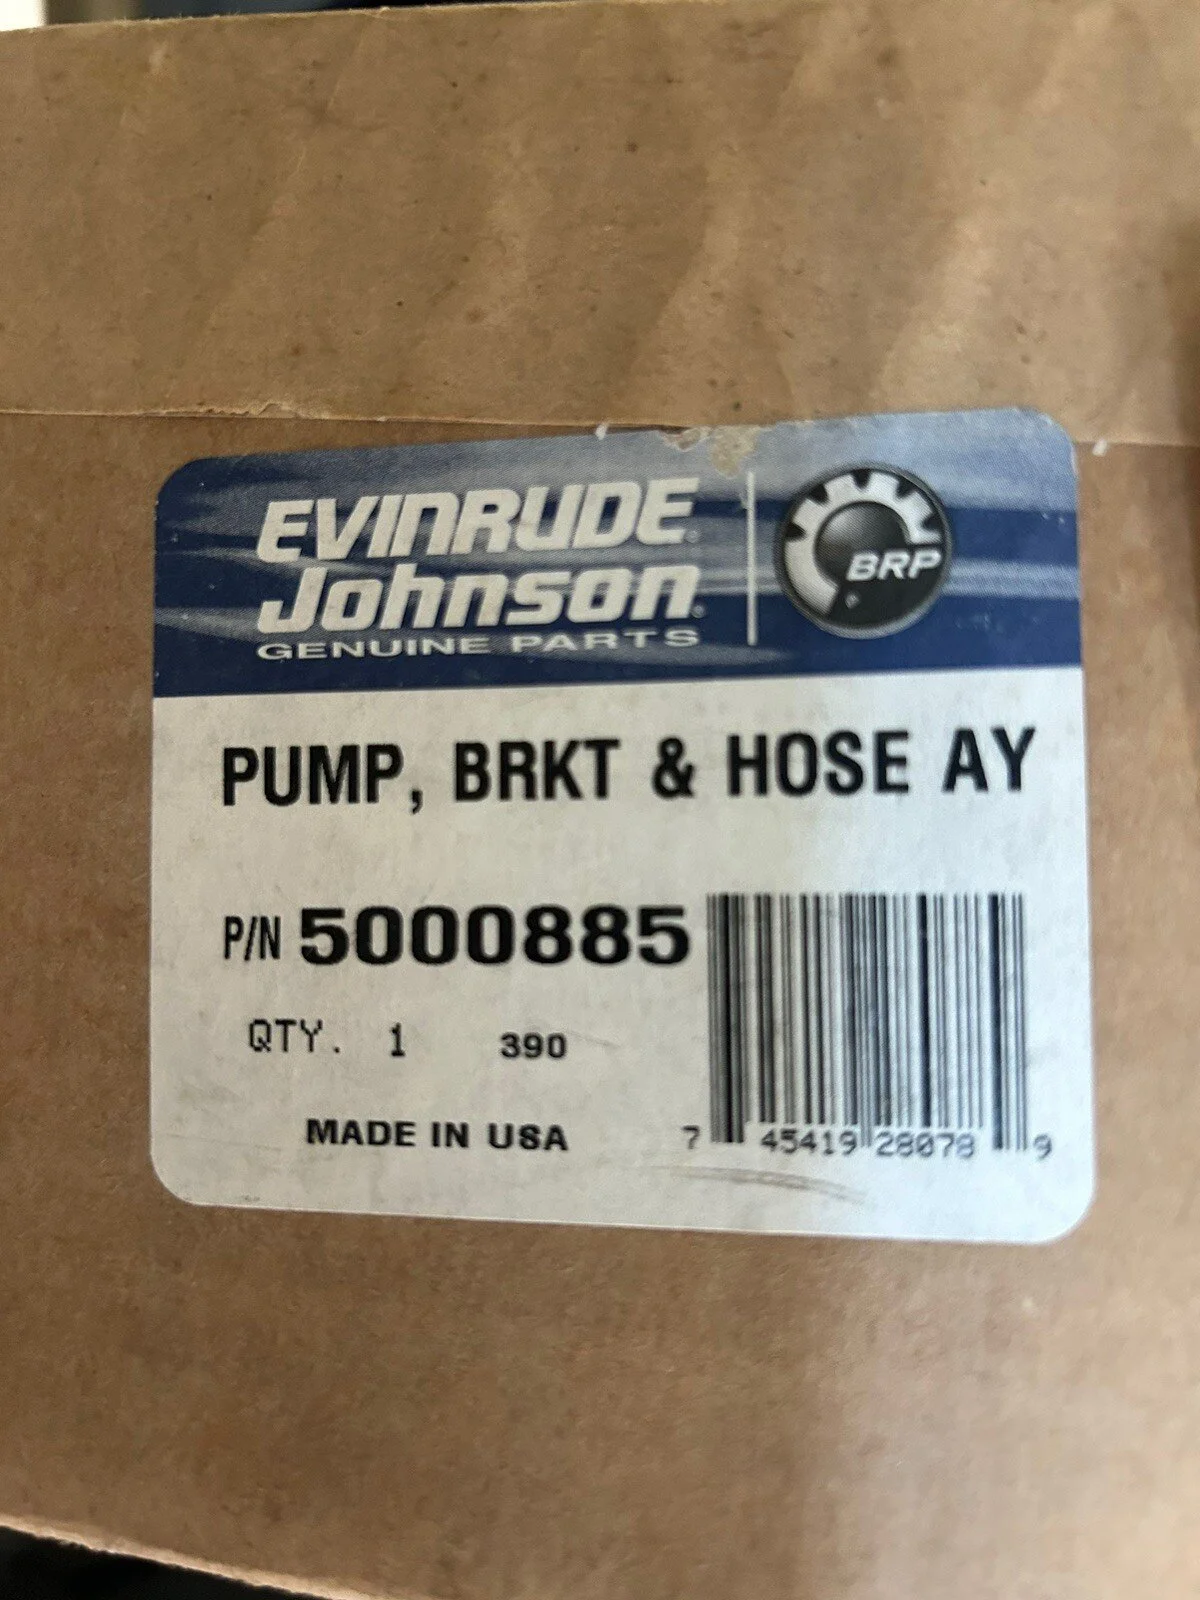 EVINRUDE
Johnson
GENUINE PARTS
BRP
PUMP, BRKT & HOSE AY
P/N 5000885
QTY. 1 390
MADE IN USA
7 45419 28078 9